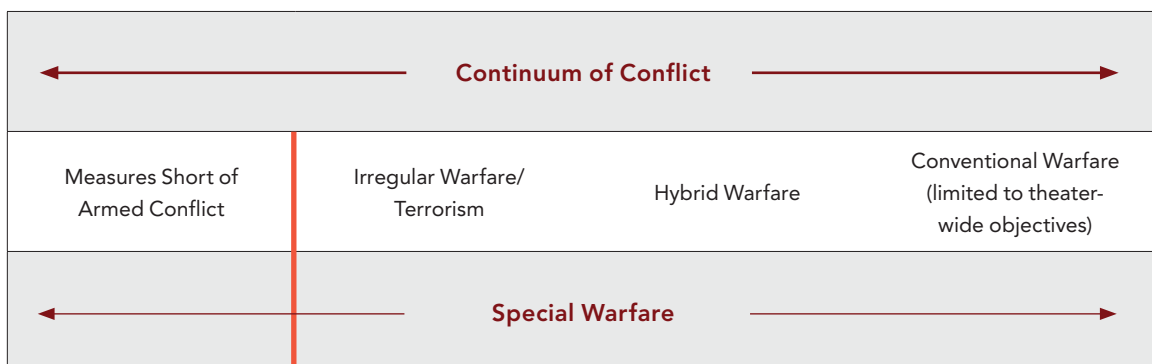 Continuum of Conflict
Measures Short of
Armed Conflict
Irregular Warfare/
Terrorism
Hybrid Warfare
Conventional Warfare
(limited to theater-
wide objectives)
Special Warfare